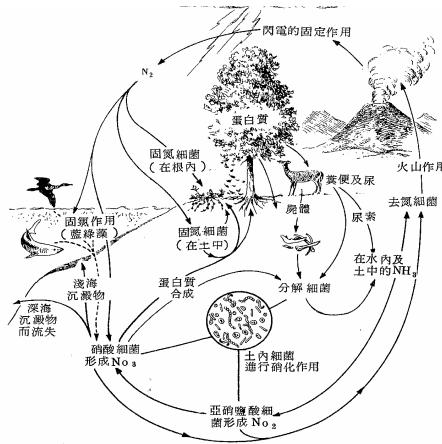 閃電的固定作用
N₂
蛋白質
固氮細菌
（在根內）
火山作用
糞便及尿
去氮細菌
屍體
尿素
固氮作用
（藍綠藻）
固氮細菌
（在土甲）
在水內及
土中的NH₃
淺海
沉澱物
蛋白質
合成
分解細菌
深海
沉澱物
而流失
硝酸細菌
形成No₃
土內細菌
進行硝化作用
亞硝鹽酸細
菌形成No₂